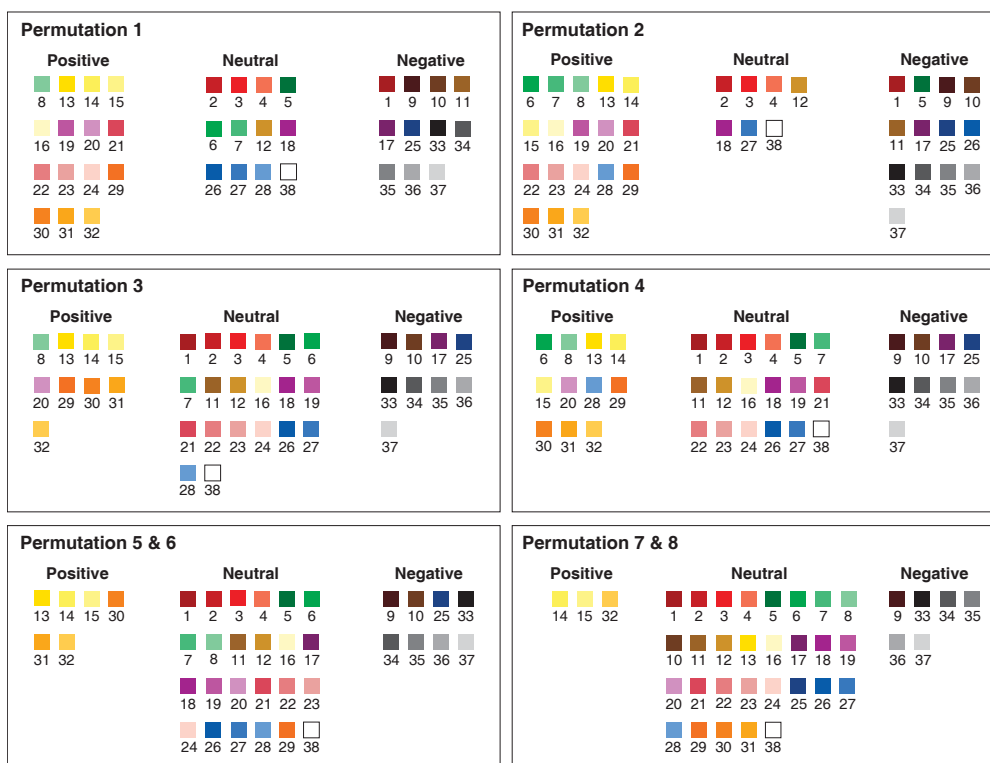 Permutation 1
Positive Neutral Negative
8 13 14 15 2 3 4 5 1 9 10 11
16 19 20 21 6 7 12 18 17 25 33 34
22 23 24 29 26 27 28 38 35 36 37
30 31 32
Permutation 2
Positive Neutral Negative
6 7 8 13 14 2 3 4 12 1 5 9 10
15 16 19 20 21 18 27 38 11 17 25 26
22 23 24 28 29 33 34 35 36
30 31 32 37
Permutation 3
Positive Neutral Negative
8 13 14 15 1 2 3 4 5 6 9 10 17 25
20 29 30 31 7 11 12 16 18 19 33 34 35 36
32 21 22 23 24 26 27 37
28 38
Permutation 4
Positive Neutral Negative
6 8 13 14 1 2 3 4 5 7 9 10 17 25
15 20 28 29 11 12 16 18 19 21 33 34 35 36
30 31 32 22 23 24 26 27 38 37
Permutation 5 & 6
Positive Neutral Negative
13 14 15 30 1 2 3 4 5 6 9 10 25 33
31 32 7 8 11 12 16 17 34 35 36 37
18 19 20 21 22 23
24 26 27 28 29 38
Permutation 7 & 8
Positive Neutral Negative
14 15 32 1 2 3 4 5 6 7 8 9 33 34 35
10 11 12 13 16 17 18 19 36 37
20 21 22 23 24 25 26 27
28 29 30 31 38